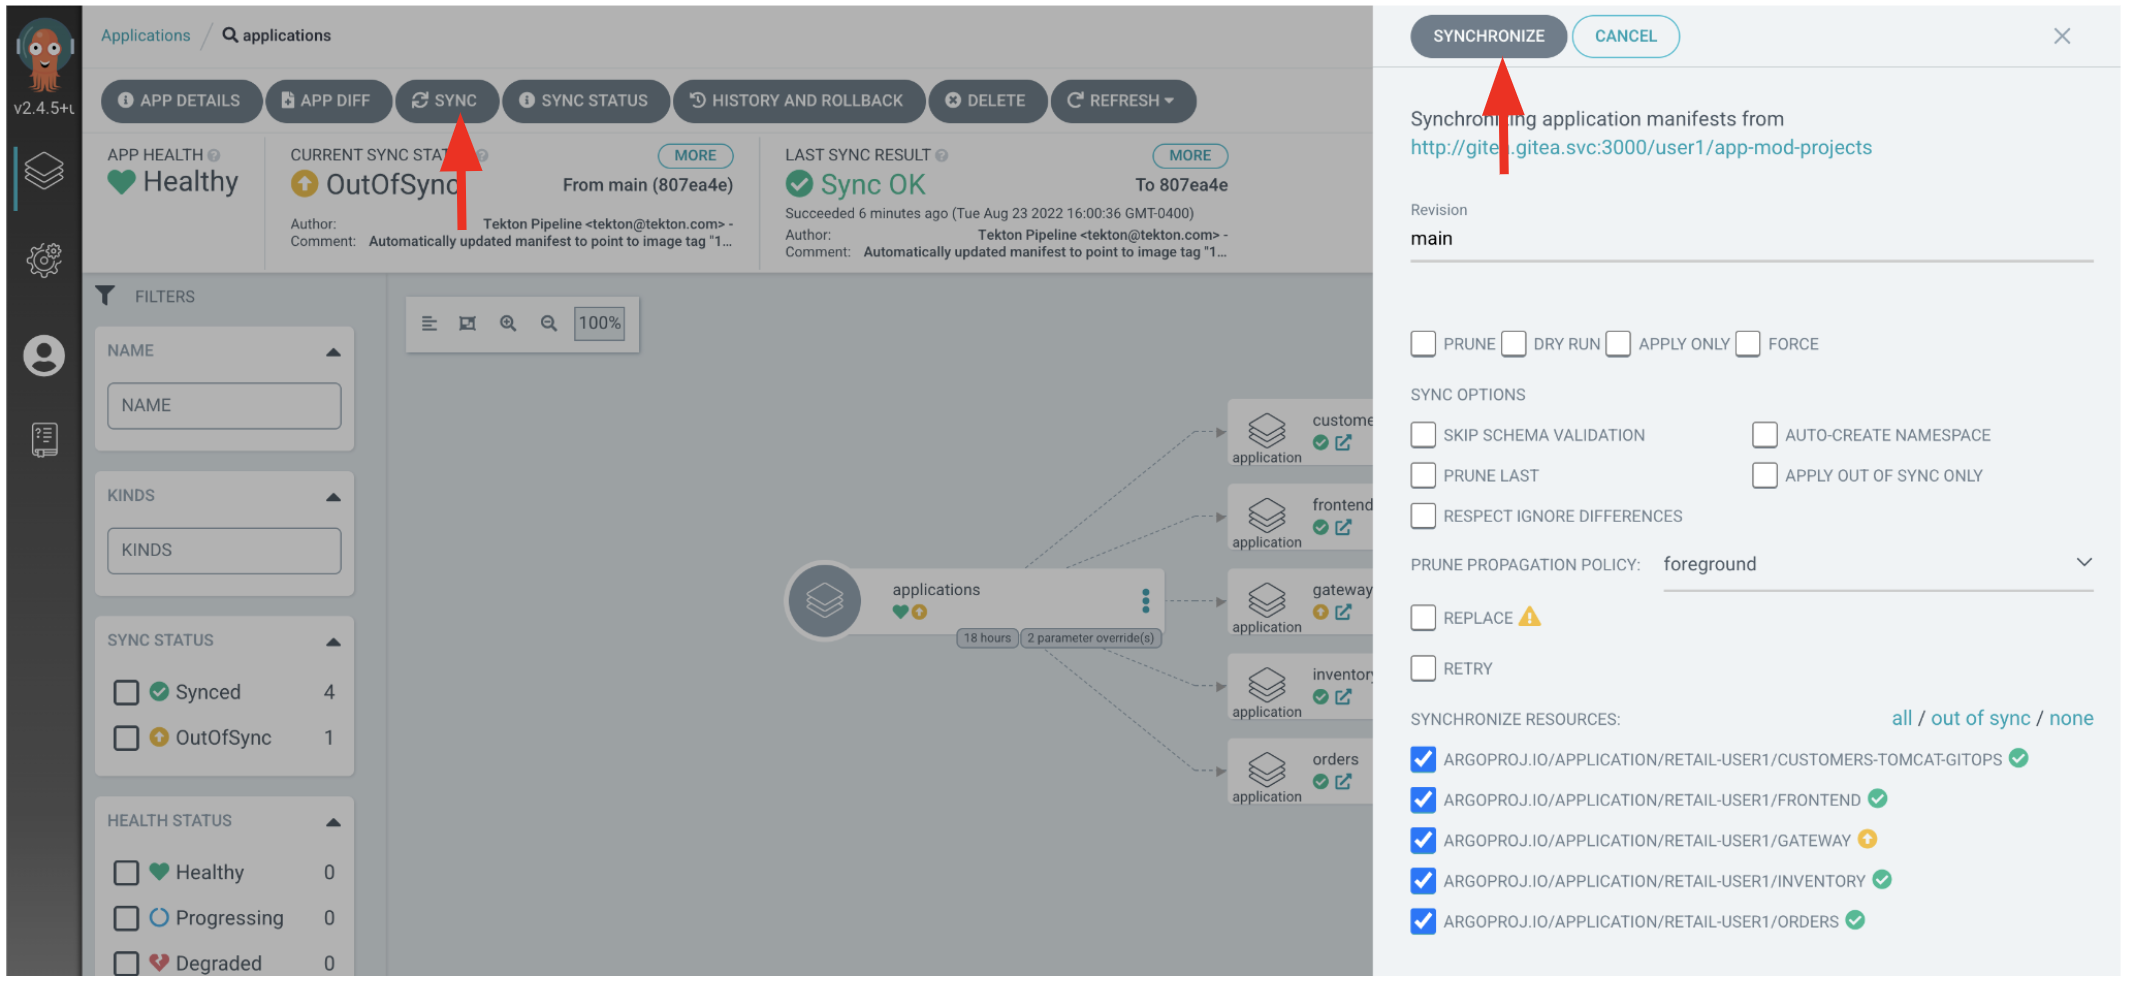 Applications / applications
v2.4.5+u
APP DETAILS
APP DIFF
SYNC
SYNC STATUS
HISTORY AND ROLLBACK
DELETE
REFRESH
APP HEALTH
Healthy
CURRENT SYNC STAT
MORE
OutOfSync
From main (807ea4e)
Author: Tekton Pipeline <tekton@tekton.com> -
Comment: Automatically updated manifest to point to image tag "1...
LAST SYNC RESULT
MORE
Sync OK
To 807ea4e
Succeeded 6 minutes ago (Tue Aug 23 2022 16:00:36 GMT-0400)
Author: Tekton Pipeline <tekton@tekton.com> -
Comment: Automatically updated manifest to point to image tag "1...
FILTERS
NAME
NAME
KINDS
KINDS
SYNC STATUS
Synced 4
OutOfSync 1
HEALTH STATUS
Healthy 0
Progressing 0
Degraded 0
100%
applications
18 hours
2 parameter override(s)
custome
application
frontend
application
gateway
application
inventory
application
orders
application
SYNCHRONIZE
CANCEL
Synchronizing application manifests from
http://gitea.gitea.svc:3000/user1/app-mod-projects
Revision
main
PRUNE DRY RUN APPLY ONLY FORCE
SYNC OPTIONS
SKIP SCHEMA VALIDATION AUTO-CREATE NAMESPACE
PRUNE LAST APPLY OUT OF SYNC ONLY
RESPECT IGNORE DIFFERENCES
PRUNE PROPAGATION POLICY: foreground
REPLACE
RETRY
SYNCHRONIZE RESOURCES: all / out of sync / none
ARGOPROJ.IO/APPLICATION/RETAIL-USER1/CUSTOMERS-TOMCAT-GITOPS
ARGOPROJ.IO/APPLICATION/RETAIL-USER1/FRONTEND
ARGOPROJ.IO/APPLICATION/RETAIL-USER1/GATEWAY
ARGOPROJ.IO/APPLICATION/RETAIL-USER1/INVENTORY
ARGOPROJ.IO/APPLICATION/RETAIL-USER1/ORDERS